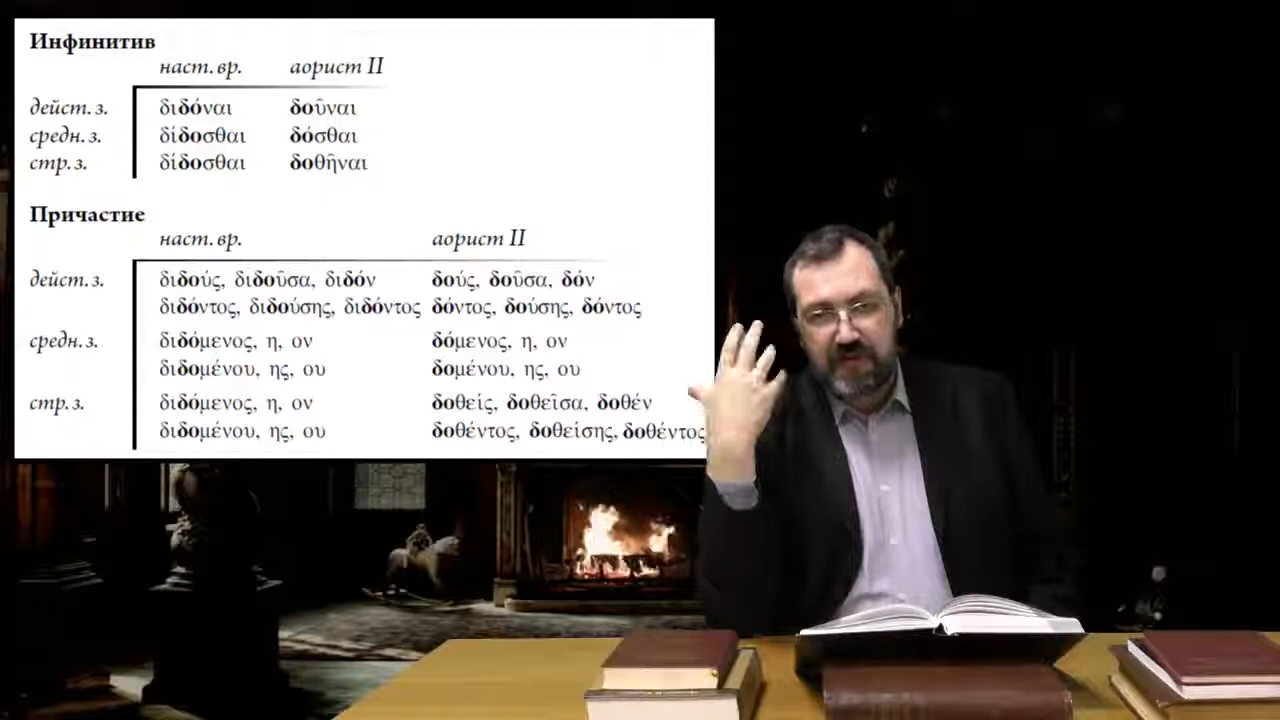 Инфинитив
наст. вр. аорист II
дейст. з. διδόναι δοῦναι
средн. з. δίδοσθαι δόσθαι
стр. з. δίδοσθαι δοθῆναι
Причастие
наст. вр. аорист II
дейст. з. διδούς, διδοῦσα, διδόν δούς, δοῦσα, δόν
διδόντος, διδούσης, διδόντος δόντος, δούσης, δόντος
средн. з. διδόμενος, η, ον δόμενος, η, ον
διδομένου, ης, ου δομένου, ης, ου
стр. з. διδόμενος, η, ον δοθείς, δοθεῖσα, δοθέν
διδομένου, ης, ου δοθέντος, δοθείσης, δοθέντος